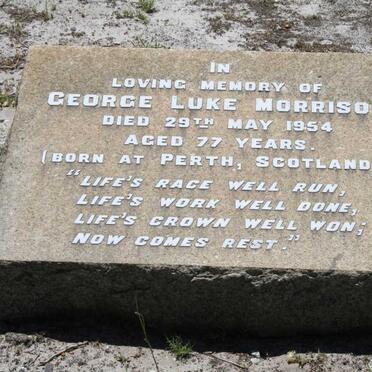 IN
LOVING MEMORY OF
GEORGE LUKE MORRISO
DIED 29TH MAY 1954
AGED 77 YEARS.
(BORN AT PERTH, SCOTLAND
"LIFE'S RACE WELL RUN,
LIFE'S WORK WELL DONE,
LIFE'S CROWN WELL WON;
NOW COMES REST."